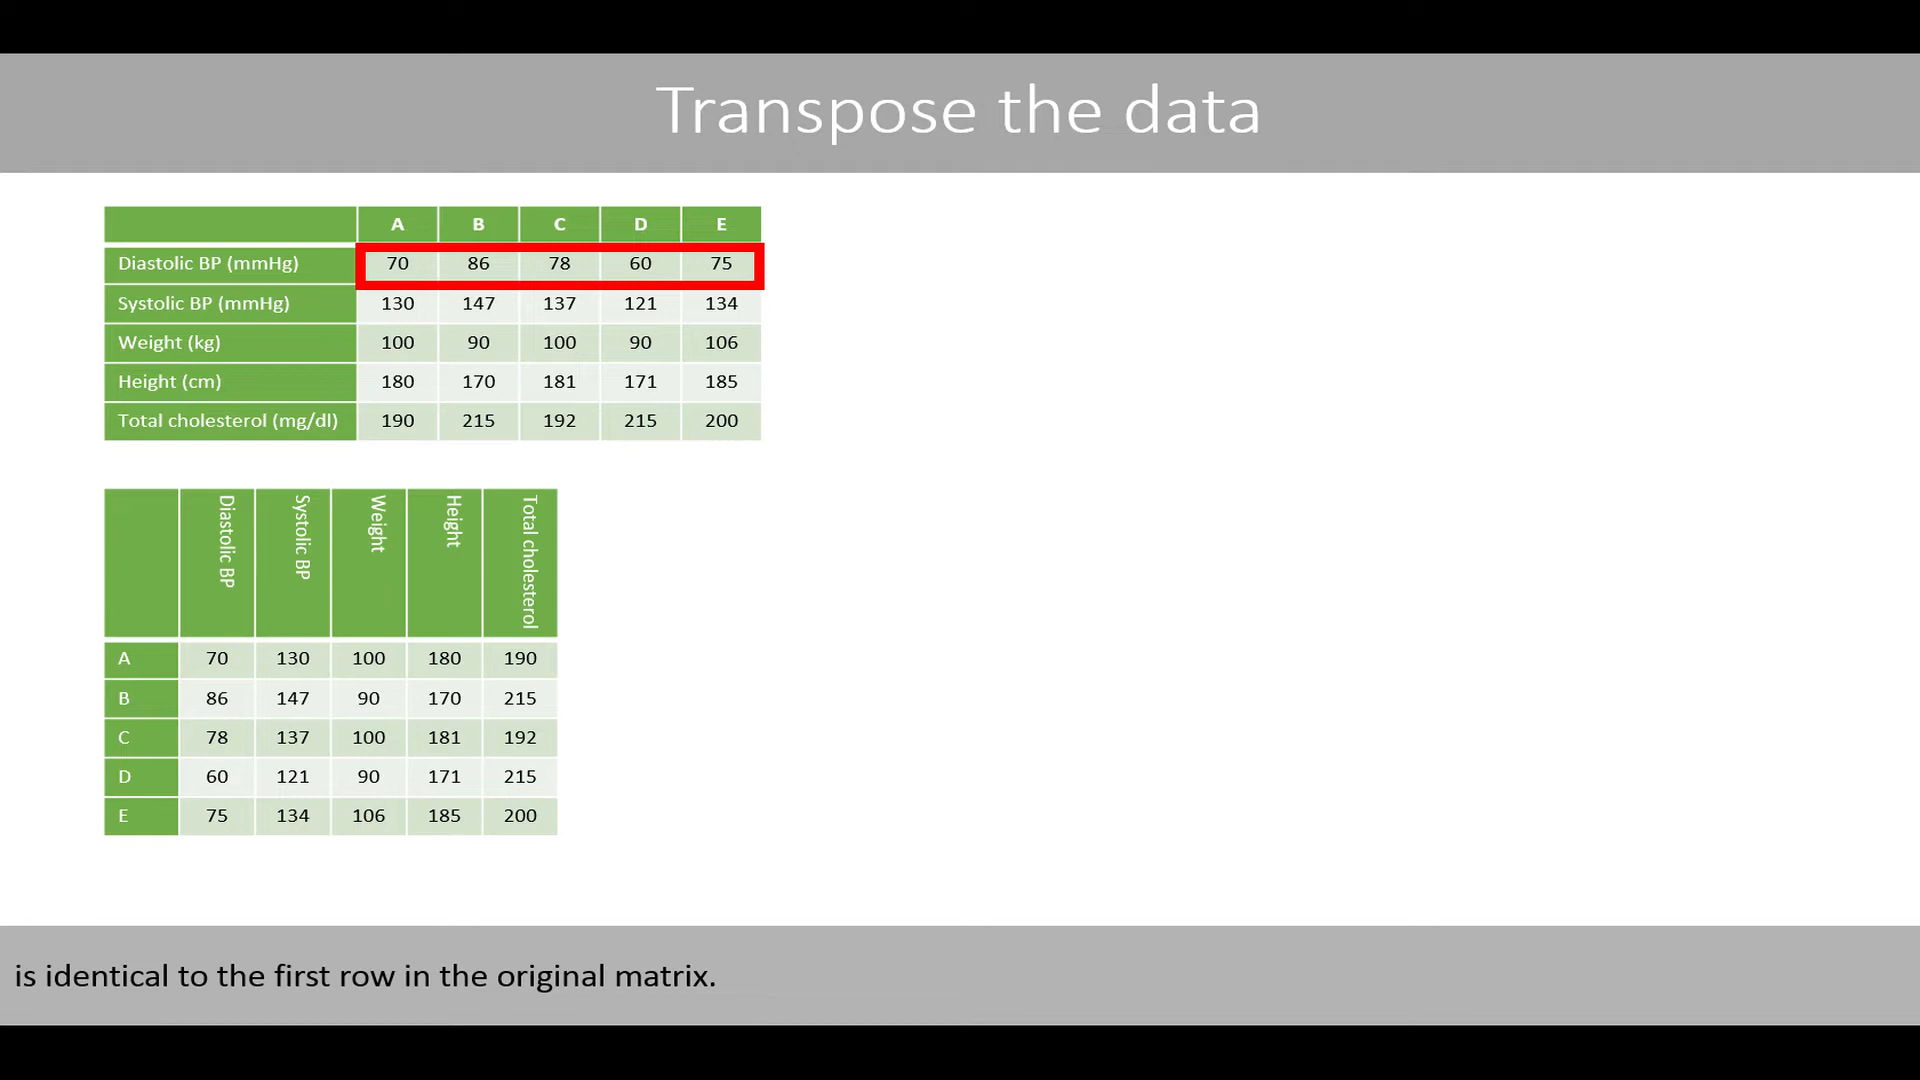 Transpose the data
A B C D E
Diastolic BP (mmHg) 70 86 78 60 75
Systolic BP (mmHg) 130 147 137 121 134
Weight (kg) 100 90 100 90 106
Height (cm) 180 170 181 171 185
Total cholesterol (mg/dl) 190 215 192 215 200
Diastolic BP Systolic BP Weight Height Total cholesterol
A 70 130 100 180 190
B 86 147 90 170 215
C 78 137 100 181 192
D 60 121 90 171 215
E 75 134 106 185 200
is identical to the first row in the original matrix.